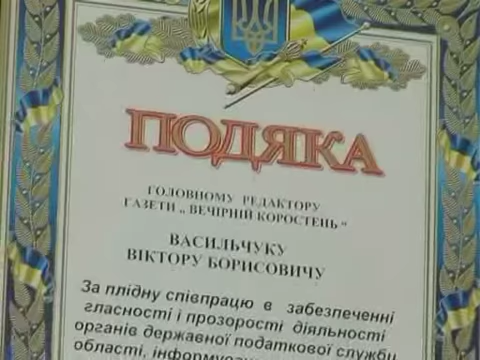 ПОДЯКА
ГОЛОВНОМУ РЕДАКТОРУ
ГАЗЕТИ „ ВЕЧІРНІЙ КОРОСТЕНЬ "
ВАСИЛЬЧУКУ
ВІКТОРУ БОРИСОВИЧУ
За плідну співпрацю в забезпеченні
гласності і прозорості діяльності
органів державної податкової служби
області,